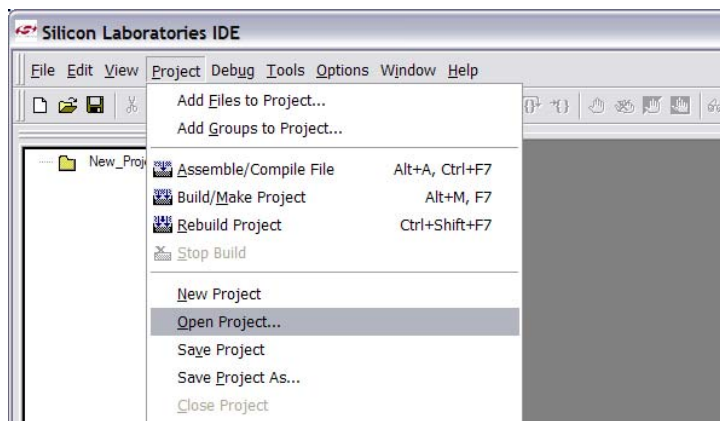 Silicon Laboratories IDE
File Edit View Project Debug Tools Options Window Help
Add Files to Project...
Add Groups to Project...
New_Proj
Assemble/Compile File Alt+A, Ctrl+F7
Build/Make Project Alt+M, F7
Rebuild Project Ctrl+Shift+F7
Stop Build
New Project
Open Project...
Save Project
Save Project As...
Close Project